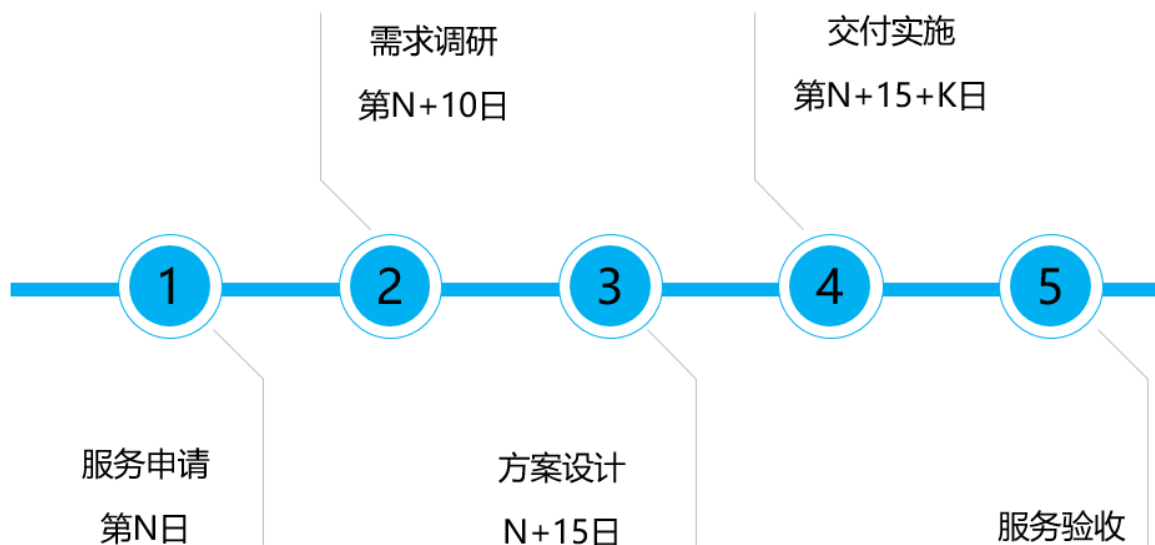 需求调研
第N+10日
交付实施
第N+15+K日
1
2
3
4
5
服务申请
第N日
方案设计
N+15日
服务验收